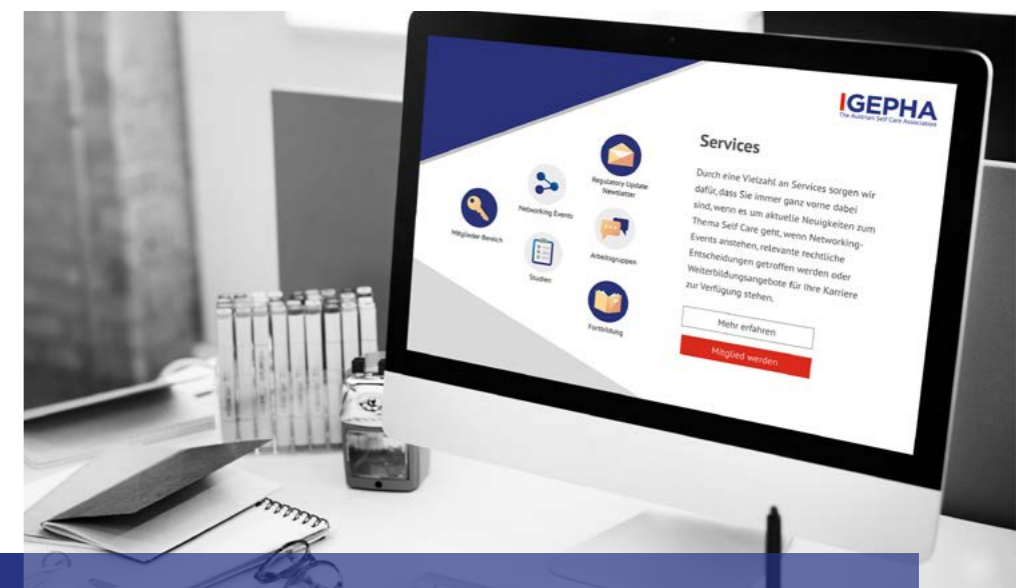 IGEPHA
The Austrian Self Care Association
Services
Durch eine Vielzahl an Services sorgen wir
dafür, dass Sie immer ganz vorne dabei
sind, wenn es um aktuelle Neuigkeiten zum
Thema Self Care geht, wenn Networking-
Events anstehen, relevante rechtliche
Entscheidungen getroffen werden oder
Weiterbildungsangebote für Ihre Karriere
zur Verfügung stehen.
Mehr erfahren
Mitglied werden
Regulatory Update
Newsletter
Networking Events
Mitglieder-Bereich
Arbeitsgruppen
Studien
Fortbildung